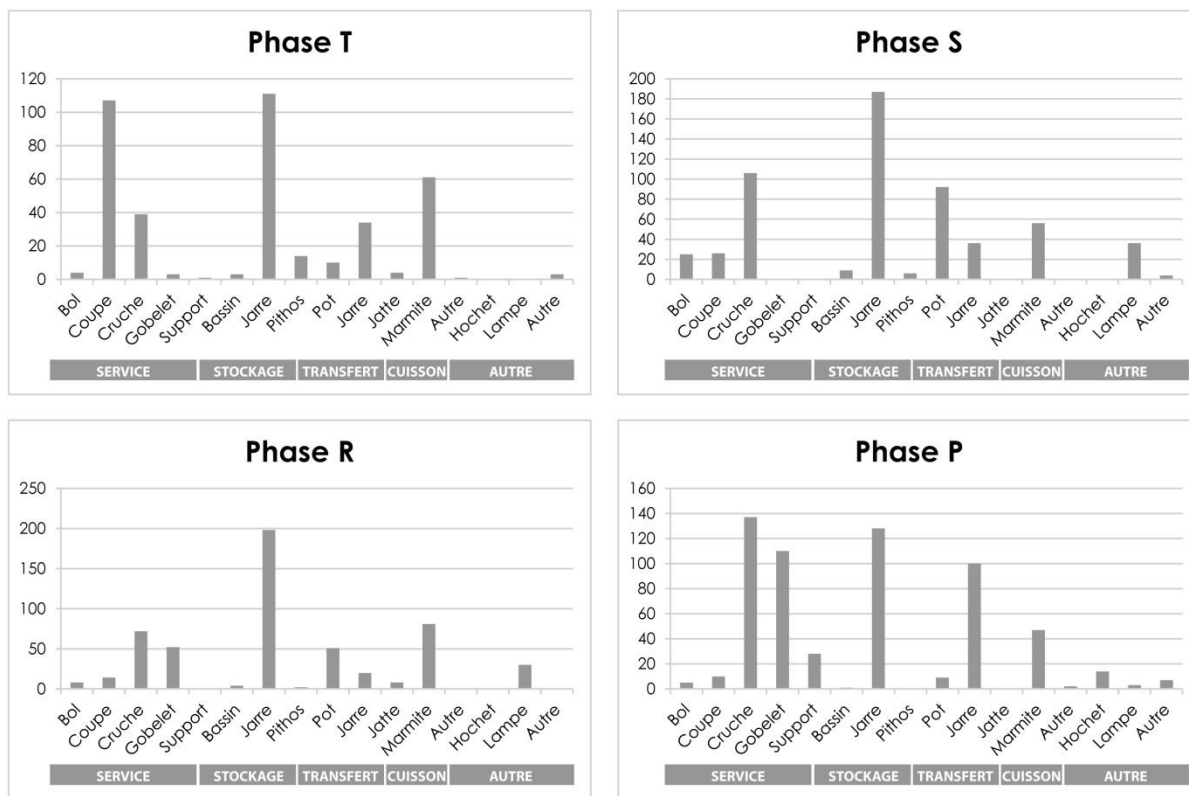 Phase T
120
100
80
60
40
20
0
Bol Coupe Cruche Gobelet Support Bassin Jarre Pithos Pot Jarre Jatte Marmite Autre Hochet Lampe Autre
SERVICE STOCKAGE TRANSFERT CUISSON AUTRE
Phase S
200
180
160
140
120
100
80
60
40
20
0
Bol Coupe Cruche Gobelet Support Bassin Jarre Pithos Pot Jarre Jatte Marmite Autre Hochet Lampe Autre
SERVICE STOCKAGE TRANSFERT CUISSON AUTRE
Phase R
250
200
150
100
50
0
Bol Coupe Cruche Gobelet Support Bassin Jarre Pithos Pot Jarre Jatte Marmite Autre Hochet Lampe Autre
SERVICE STOCKAGE TRANSFERT CUISSON AUTRE
Phase P
160
140
120
100
80
60
40
20
0
Bol Coupe Cruche Gobelet Support Bassin Jarre Pithos Pot Jarre Jatte Marmite Autre Hochet Lampe Autre
SERVICE STOCKAGE TRANSFERT CUISSON AUTRE